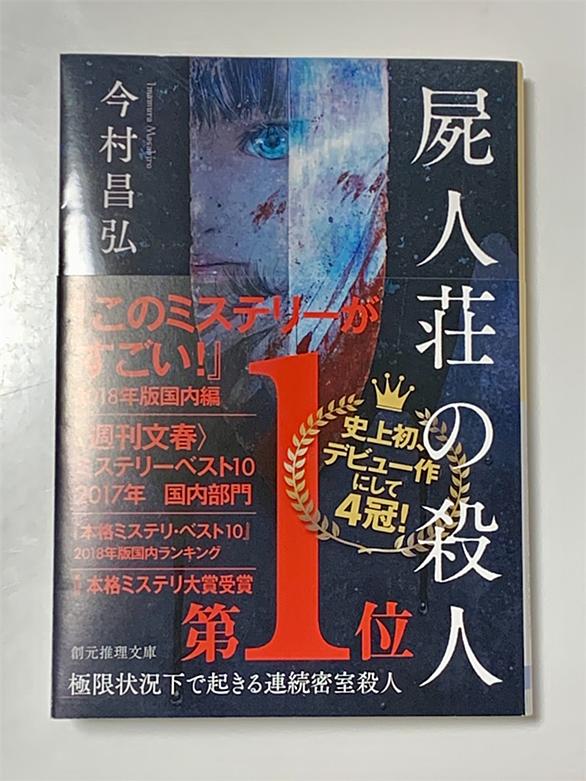 屍人荘の殺人
今村昌弘
Imamura Masahiro
『このミステリーが
すごい!』
2018年版国内編
〈週刊文春〉
ミステリーベスト10
2017年 国内部門
『本格ミステリ・ベスト10』
2018年版国内ランキング
本格ミステリ大賞受賞
第1位
史上初、
デビュー作
にして
4冠!
創元推理文庫
極限状況下で起きる連続密室殺人